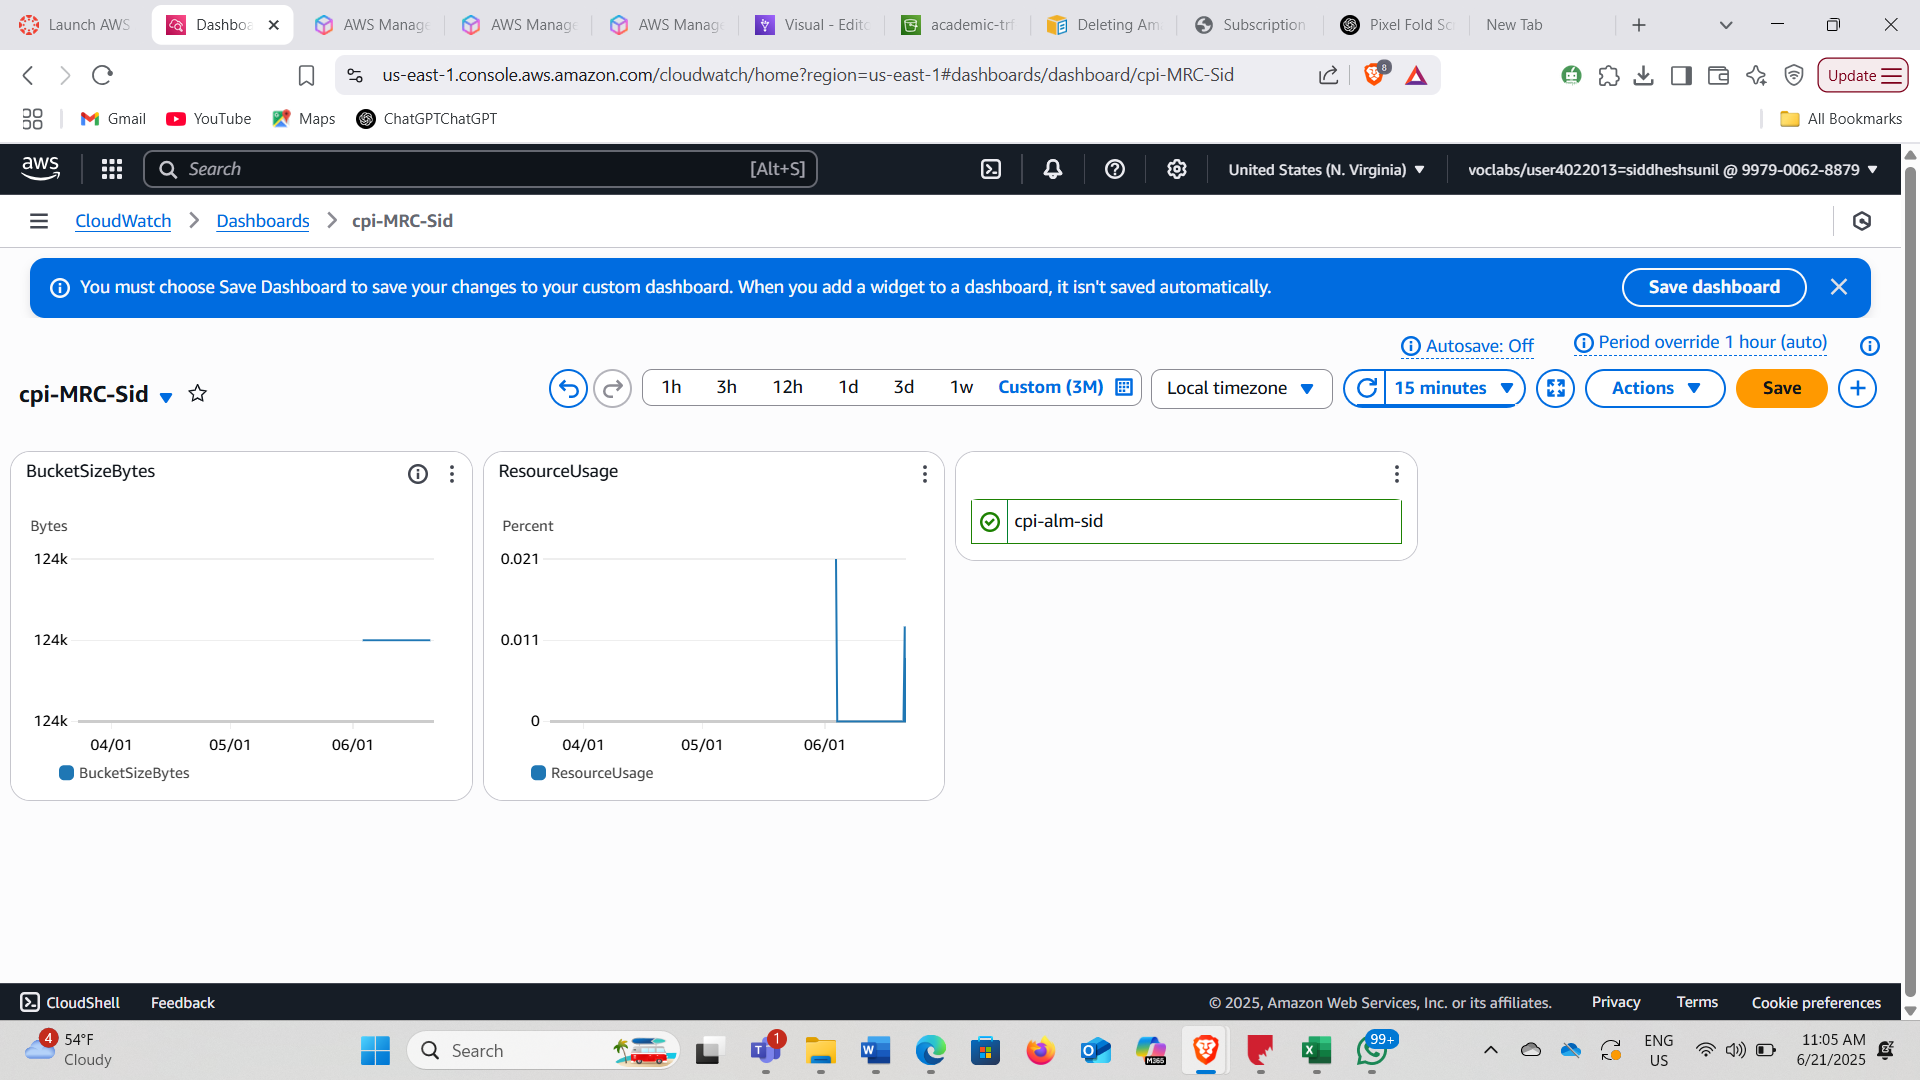 Launch AWS
Dashboa
AWS Manage
AWS Manage
AWS Manage
Visual - Edito
academic-trf
Deleting Am
Subscription
Pixel Fold Sc
New Tab
us-east-1.console.aws.amazon.com/cloudwatch/home?region=us-east-1#dashboards/dashboard/cpi-MRC-Sid
8
Update
Gmail
YouTube
Maps
ChatGPTChatGPT
All Bookmarks
aws
Search
[Alt+S]
United States (N. Virginia)
voclabs/user4022013=siddheshsunil @ 9979-0062-8879
CloudWatch
Dashboards
cpi-MRC-Sid
You must choose Save Dashboard to save your changes to your custom dashboard. When you add a widget to a dashboard, it isn't saved automatically.
Save dashboard
Autosave: Off
Period override 1 hour (auto)
cpi-MRC-Sid
1h
3h
12h
1d
3d
1w
Custom (3M)
Local timezone
15 minutes
Actions
Save
BucketSizeBytes
Bytes
124k
124k
124k
04/01
05/01
06/01
BucketSizeBytes
ResourceUsage
Percent
0.021
0.011
0
04/01
05/01
06/01
ResourceUsage
cpi-alm-sid
CloudShell
Feedback
© 2025, Amazon Web Services, Inc. or its affiliates.
Privacy
Terms
Cookie preferences
4
54°F
Cloudy
Search
1
W
M365
X
99+
ENG
US
11:05 AM
6/21/2025